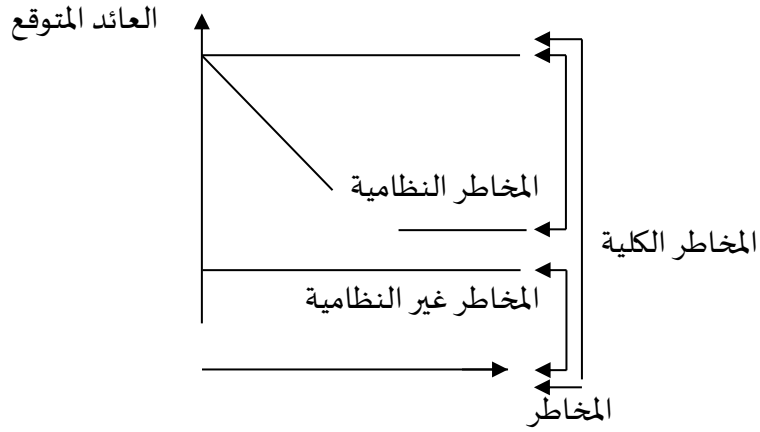 العائد المتوقع
المخاطر النظامية
المخاطر الكلية
المخاطر غير النظامية
المخاطر